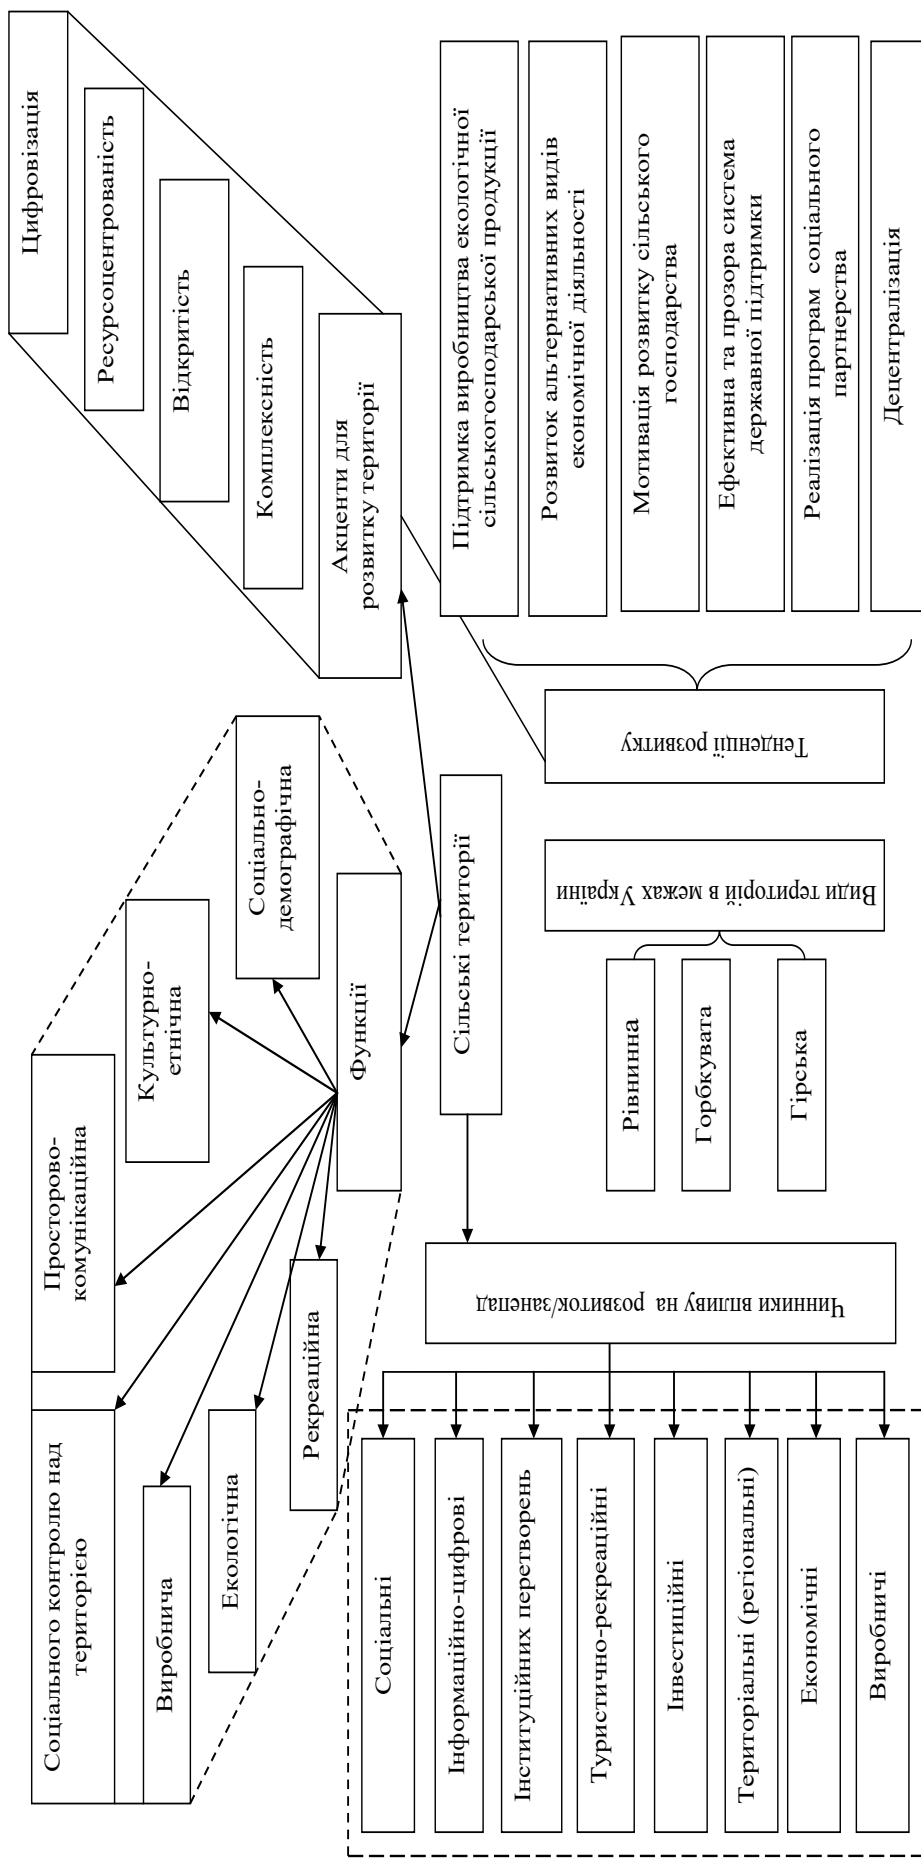 Соціального контролю над
територією
Просторово-
комунікаційна
Культурно-
етнічна
Соціально-
демографічна
Виробнича
Екологічна
Рекреаційна
Функції
Цифровізація
Ресурсоцентрованість
Відкритість
Комплексність
Акценти для
розвитку території
Сільські території
Чинники впливу на розвиток/занепад
Соціальні
Інформаційно-цифрові
Інституційних перетворень
Туристично-рекреаційні
Інвестиційні
Територіальні (регіональні)
Економічні
Виробничі
Види територій в межах України
Рівнинна
Горбкувата
Гірська
Тенденції розвитку
Підтримка виробництва екологічної
сільськогосподарської продукції
Розвиток альтернативних видів
економічної діяльності
Мотивація розвитку сільського
господарства
Ефективна та прозора система
державної підтримки
Реалізація програм соціального
партнерства
Децентралізація